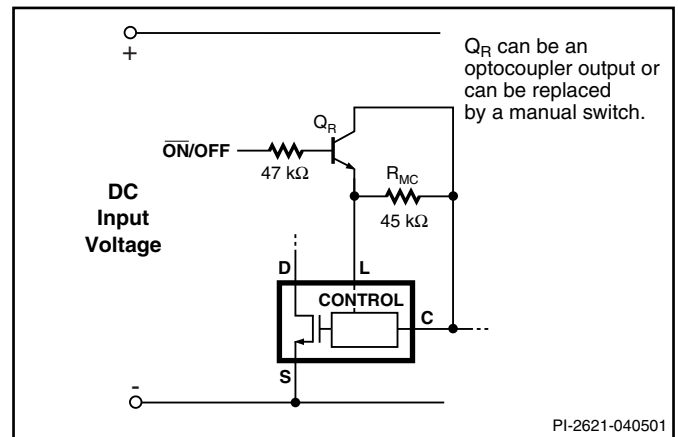 +
Q_R can be an
optocoupler output or
can be replaced
by a manual switch.
Q_R
O̅N̅/OFF
47 kΩ
R_MC
45 kΩ
DC
Input
Voltage
D
L
CONTROL
C
S
-
PI-2621-040501